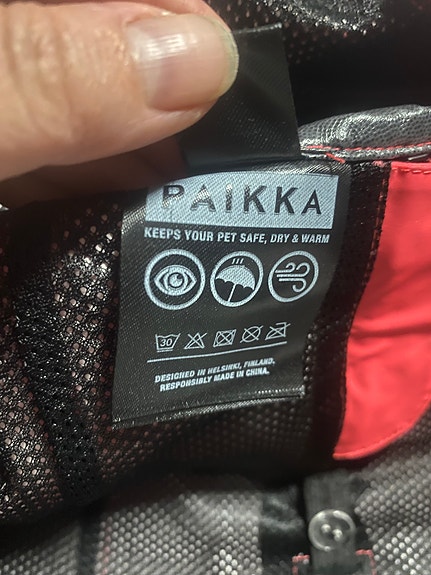 PAIKKA
KEEPS YOUR PET SAFE, DRY & WARM
30
DESIGNED IN HELSINKI, FINLAND.
RESPONSIBLY MADE IN CHINA.